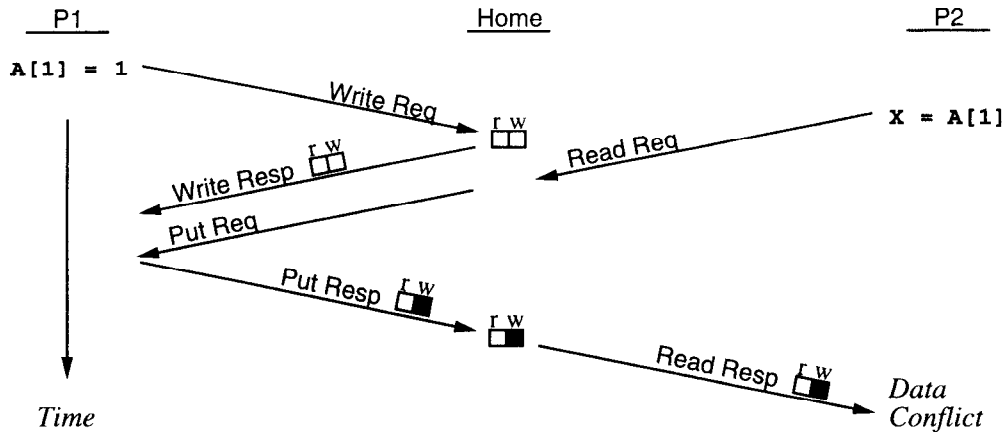 P1
Home
P2
A[1] = 1
Write Req
r w
X = A[1]
Read Req
r w
Write Resp
Put Req
r w
Put Resp
r w
r w
Read Resp
Data
Conflict
Time